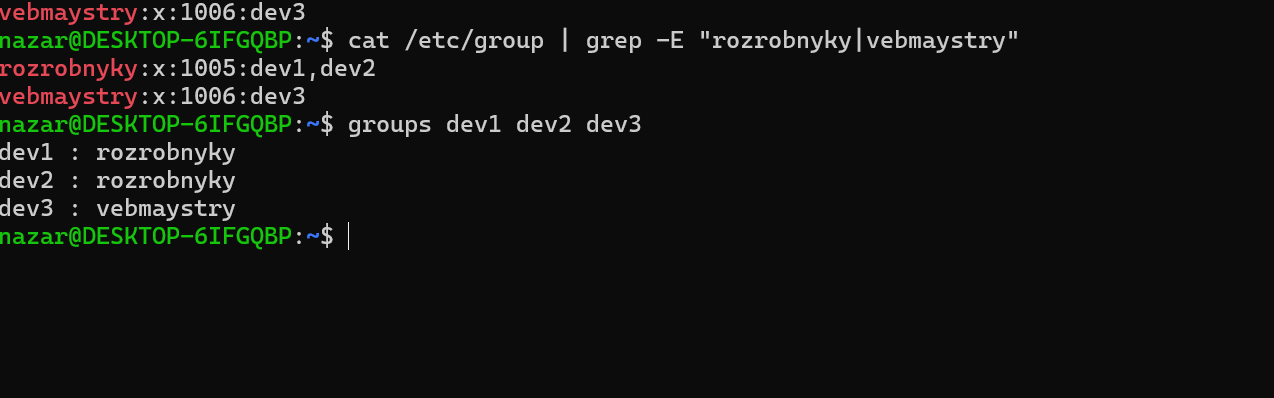 vebmaystry:x:1006:dev3
nazar@DESKTOP-6IFGQBP:~$ cat /etc/group | grep -E "rozrobnyky|vebmaystry"
rozrobnyky:x:1005:dev1,dev2
vebmaystry:x:1006:dev3
nazar@DESKTOP-6IFGQBP:~$ groups dev1 dev2 dev3
dev1 : rozrobnyky
dev2 : rozrobnyky
dev3 : vebmaystry
nazar@DESKTOP-6IFGQBP:~$